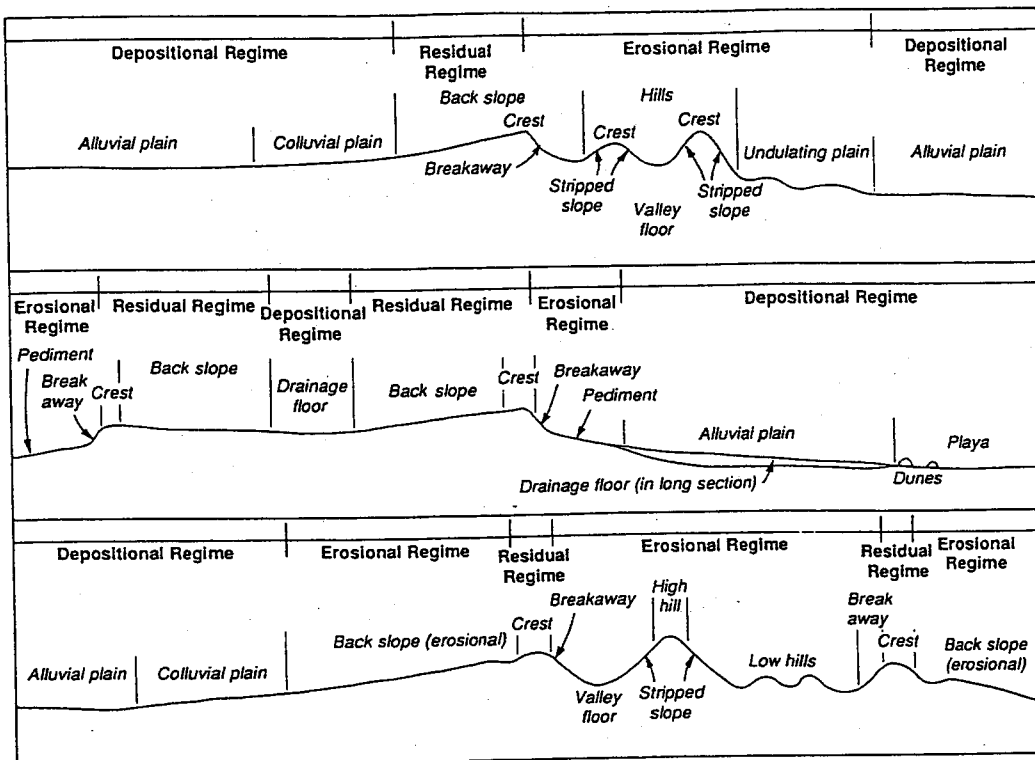 Depositional Regime
Residual
Regime
Erosional Regime
Depositional
Regime
Back slope
Hills
Crest
Crest
Crest
Alluvial plain
Colluvial plain
Breakaway
Undulating plain
Alluvial plain
Stripped
slope
Valley
floor
Stripped
slope
Erosional
Regime
Residual Regime
Depositional
Regime
Residual Regime
Erosional
Regime
Depositional Regime
Pediment
Break
away
Crest
Back slope
Drainage
floor
Back slope
Crest
Breakaway
Pediment
Alluvial plain
Playa
Drainage floor (in long section)
Dunes
Depositional Regime
Erosional Regime
Residual
Regime
Erosional Regime
Residual
Regime
Erosional
Regime
Alluvial plain
Colluvial plain
Back slope (erosional)
Crest
Breakaway
High
hill
Valley
floor
Stripped
slope
Low hills
Break
away
Crest
Back slope
(erosional)